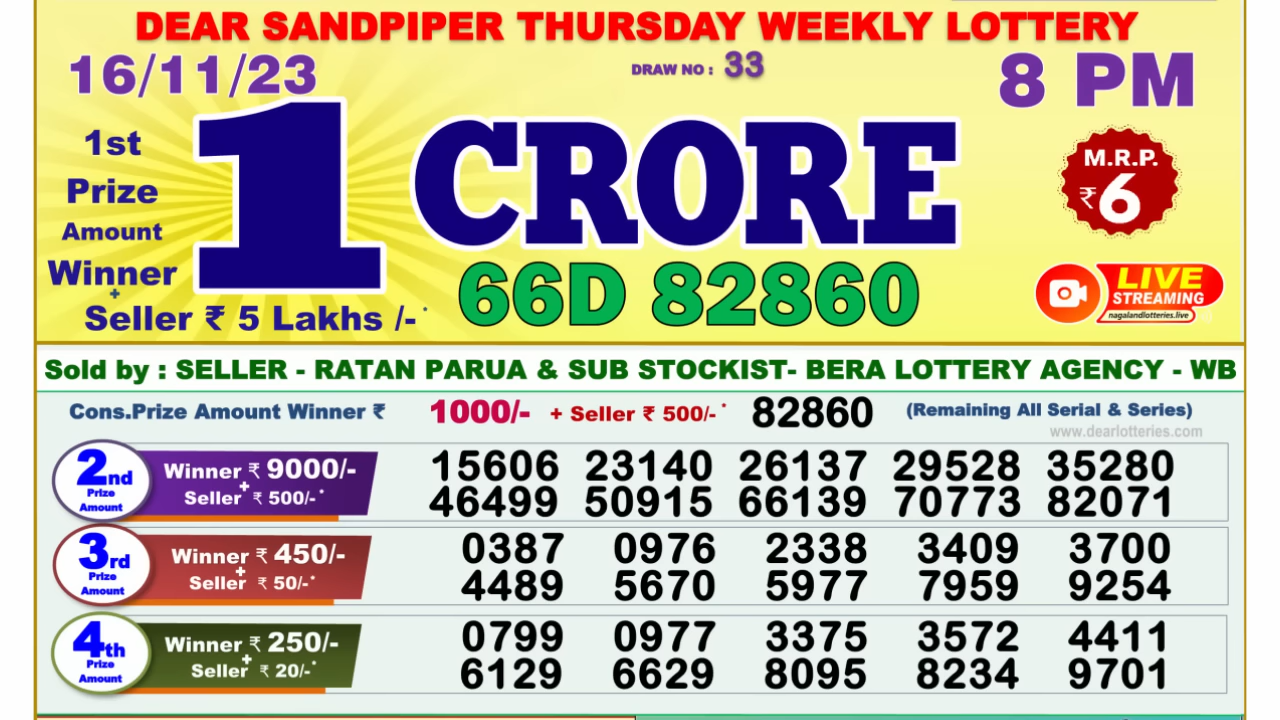 DEAR SANDPIPER THURSDAY WEEKLY LOTTERY
16/11/23
DRAW NO : 33
8 PM
1st
Prize
Amount
Winner
+
Seller ₹ 5 Lakhs /-*
1 CRORE
66D 82860
M.R.P.
₹6
LIVE
STREAMING
nagalandlotteries.live
Sold by : SELLER - RATAN PARUA & SUB STOCKIST- BERA LOTTERY AGENCY - WB
Cons.Prize Amount Winner ₹ 1000/- + Seller ₹ 500/-* 82860 (Remaining All Serial & Series)
www.dearlotteries.com
2nd
Prize
Amount
Winner ₹ 9000/-
+
Seller ₹ 500/-*
15606 23140 26137 29528 35280
46499 50915 66139 70773 82071
3rd
Prize
Amount
Winner ₹ 450/-
+
Seller ₹ 50/-*
0387 0976 2338 3409 3700
4489 5670 5977 7959 9254
4th
Prize
Amount
Winner ₹ 250/-
+
Seller ₹ 20/-*
0799 0977 3375 3572 4411
6129 6629 8095 8234 9701